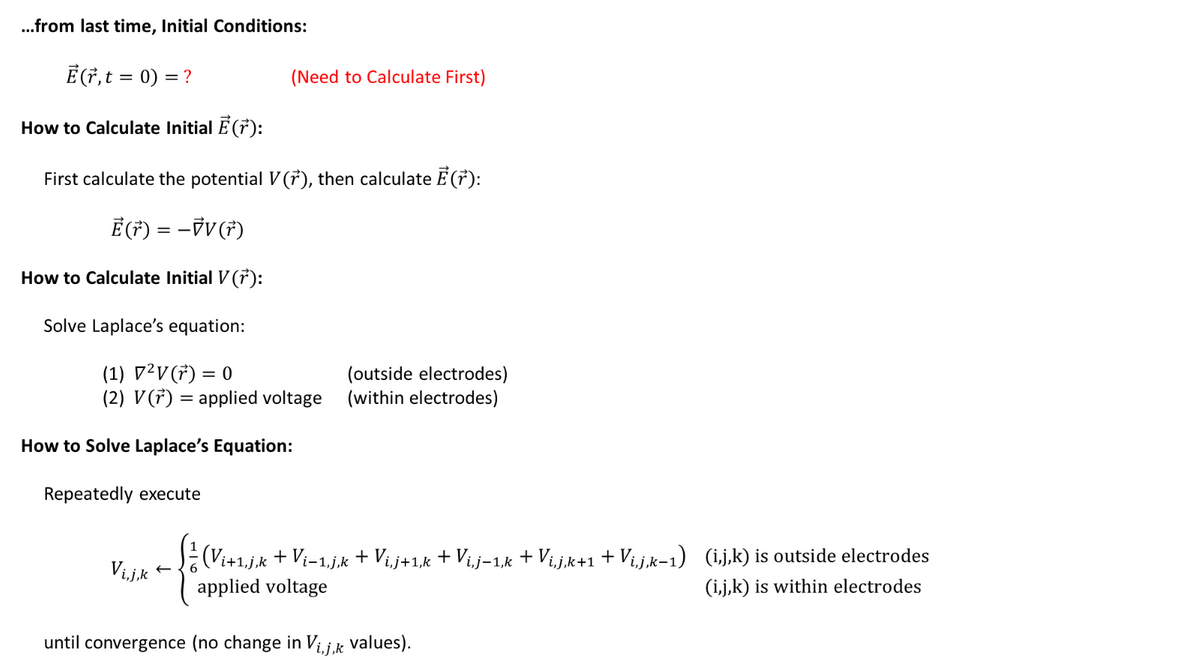 ...from last time, Initial Conditions:
$\vec{E}(\vec{r}, t = 0) = ?$ (Need to Calculate First)
How to Calculate Initial $\vec{E}(\vec{r})$:
First calculate the potential $V(\vec{r})$, then calculate $\vec{E}(\vec{r})$:
$\vec{E}(\vec{r}) = -\vec{\nabla}V(\vec{r})$
How to Calculate Initial $V(\vec{r})$:
Solve Laplace’s equation:
(1) $\nabla^2 V(\vec{r}) = 0$ (outside electrodes)
(2) $V(\vec{r})$ = applied voltage (within electrodes)
How to Solve Laplace’s Equation:
Repeatedly execute
$V_{i,j,k} \leftarrow \begin{cases} \frac{1}{6}(V_{i+1,j,k} + V_{i-1,j,k} + V_{i,j+1,k} + V_{i,j-1,k} + V_{i,j,k+1} + V_{i,j,k-1}) & \text{(i,j,k) is outside electrodes} \\ \text{applied voltage} & \text{(i,j,k) is within electrodes} \end{cases}$
until convergence (no change in $V_{i,j,k}$ values).